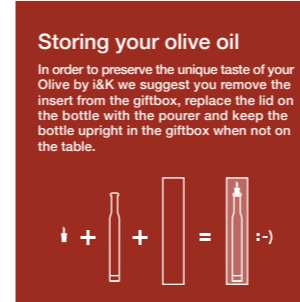 Storing your olive oil
In order to preserve the unique taste of your
Olive by i&K we suggest you remove the
insert from the giftbox, replace the lid on
the bottle with the pourer and keep the
bottle upright in the giftbox when not on
the table.
+ + = :-)